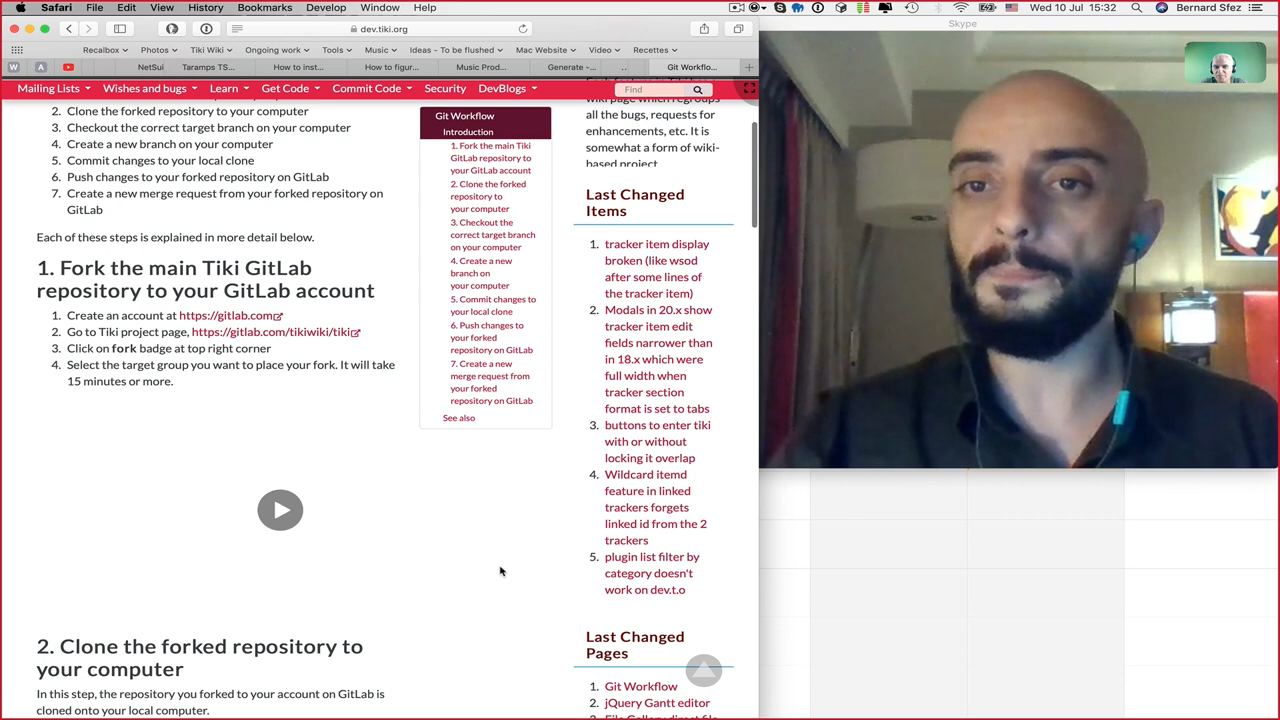 Safari File Edit View History Bookmarks Develop Window Help
Wed 10 Jul 15:32 Bernard Sfez
dev.tiki.org
Skype
Recalbox Photos Tiki Wiki Ongoing work Tools Music Ideas - To be flushed Mac Website Video Recettes
W A NetSui Taramps TS... How to inst... How to figur... Music Prod... Generate -... .. Git Workflo...
Mailing Lists Wishes and bugs Learn Get Code Commit Code Security DevBlogs Find
2. Clone the forked repository to your computer
3. Checkout the correct target branch on your computer
4. Create a new branch on your computer
5. Commit changes to your local clone
6. Push changes to your forked repository on GitLab
7. Create a new merge request from your forked repository on
GitLab
Each of these steps is explained in more detail below.
1. Fork the main Tiki GitLab
repository to your GitLab account
1. Create an account at https://gitlab.com
2. Go to Tiki project page, https://gitlab.com/tikiwiki/tiki
3. Click on fork badge at top right corner
4. Select the target group you want to place your fork. It will take
15 minutes or more.
2. Clone the forked repository to
your computer
In this step, the repository you forked to your account on GitLab is
cloned onto your local computer.
Git Workflow
Introduction
1. Fork the main Tiki
GitLab repository to
your GitLab account
2. Clone the forked
repository to
your computer
3. Checkout the
correct target branch
on your computer
4. Create a new
branch on
your computer
5. Commit changes to
your local clone
6. Push changes to
your forked
repository on GitLab
7. Create a new
merge request from
your forked
repository on GitLab
See also
wiki page which regroups
all the bugs, requests for
enhancements, etc. It is
somewhat a form of wiki-
based project
Last Changed
Items
1. tracker item display
broken (like wsod
after some lines of
the tracker item)
2. Modals in 20.x show
tracker item edit
fields narrower than
in 18.x which were
full width when
tracker section
format is set to tabs
3. buttons to enter tiki
with or without
locking it overlap
4. Wildcard itemd
feature in linked
trackers forgets
linked id from the 2
trackers
5. plugin list filter by
category doesn't
work on dev.t.o
Last Changed
Pages
1. Git Workflow
2. jQuery Gantt editor